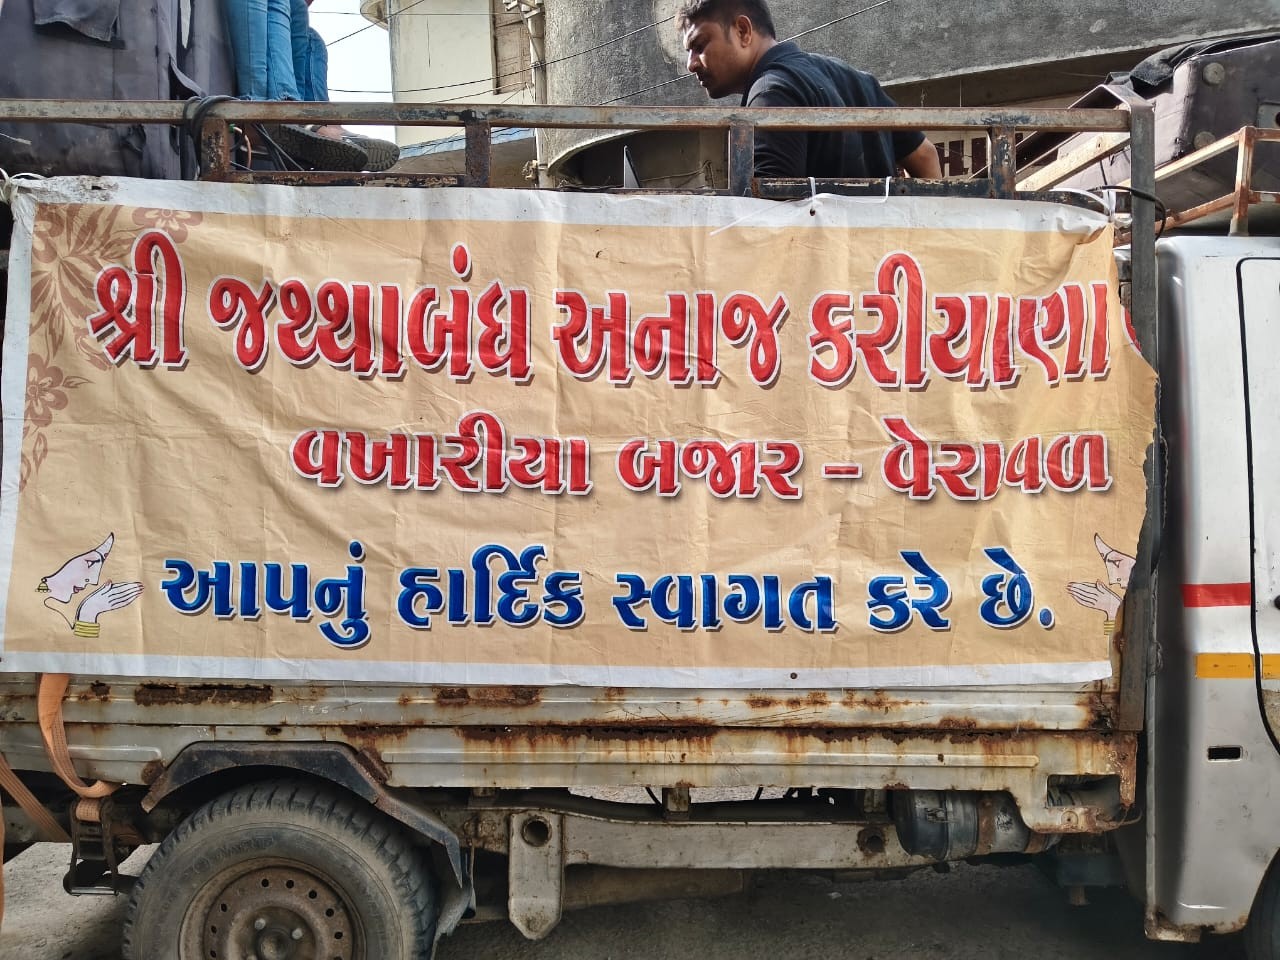 શ્રી જથ્થાબંધ અનાજ કરીયાણા
વખારીયા બજાર – વેરાવળ
આપનું હાર્દિક સ્વાગત કરે છે.